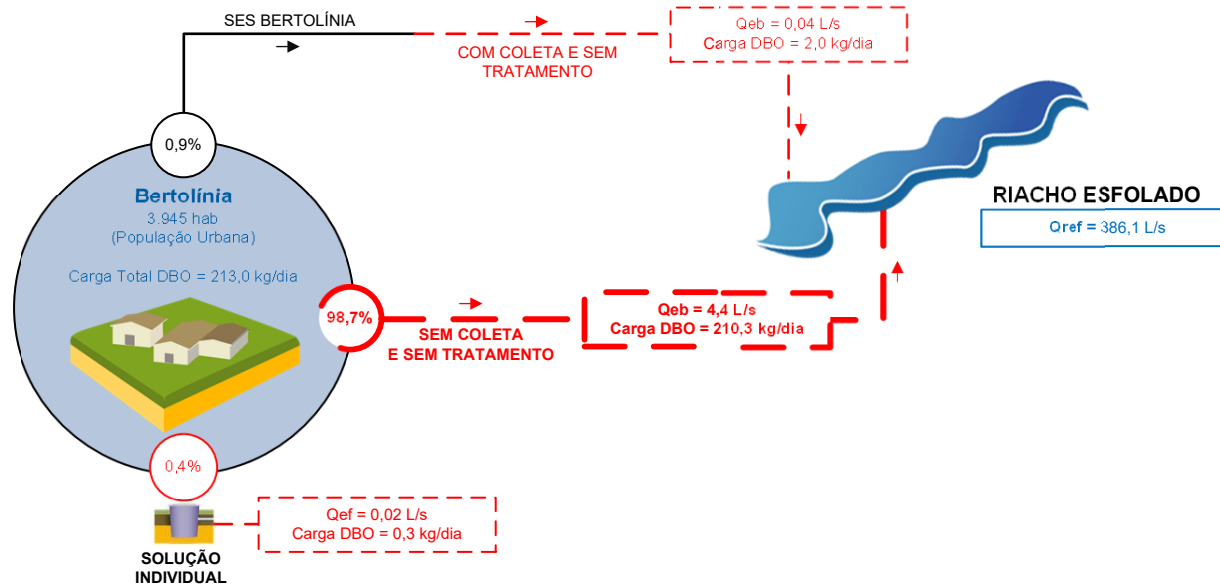 SES BERTOLÍNIA
COM COLETA E SEM
TRATAMENTO
Qeb = 0,04 L/s
Carga DBO = 2,0 kg/dia
0,9%
Bertolínia
3.945 hab
(População Urbana)
Carga Total DBO = 213,0 kg/dia
RIACHO ESFOLADO
Qref = 386,1 L/s
98,7%
SEM COLETA
E SEM TRATAMENTO
Qeb = 4,4 L/s
Carga DBO = 210,3 kg/dia
0,4%
Qef = 0,02 L/s
Carga DBO = 0,3 kg/dia
SOLUÇÃO
INDIVIDUAL